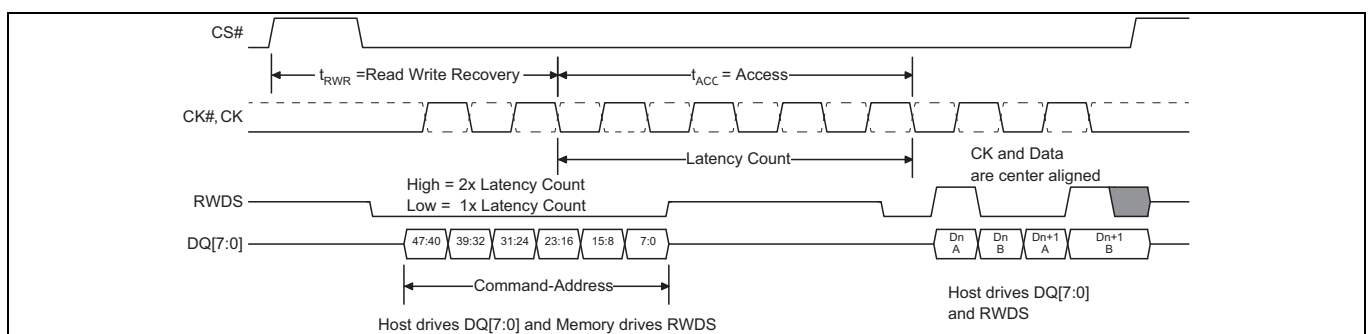 CS#
tRWR =Read Write Recovery
tACC = Access
CK#, CK
Latency Count
CK and Data
are center aligned
High = 2x Latency Count
Low = 1x Latency Count
RWDS
DQ[7:0]
47:40 39:32 31:24 23:16 15:8 7:0
Dn A
Dn B
Dn+1 A
Dn+1 B
Command-Address
Host drives DQ[7:0]
and RWDS
Host drives DQ[7:0] and Memory drives RWDS